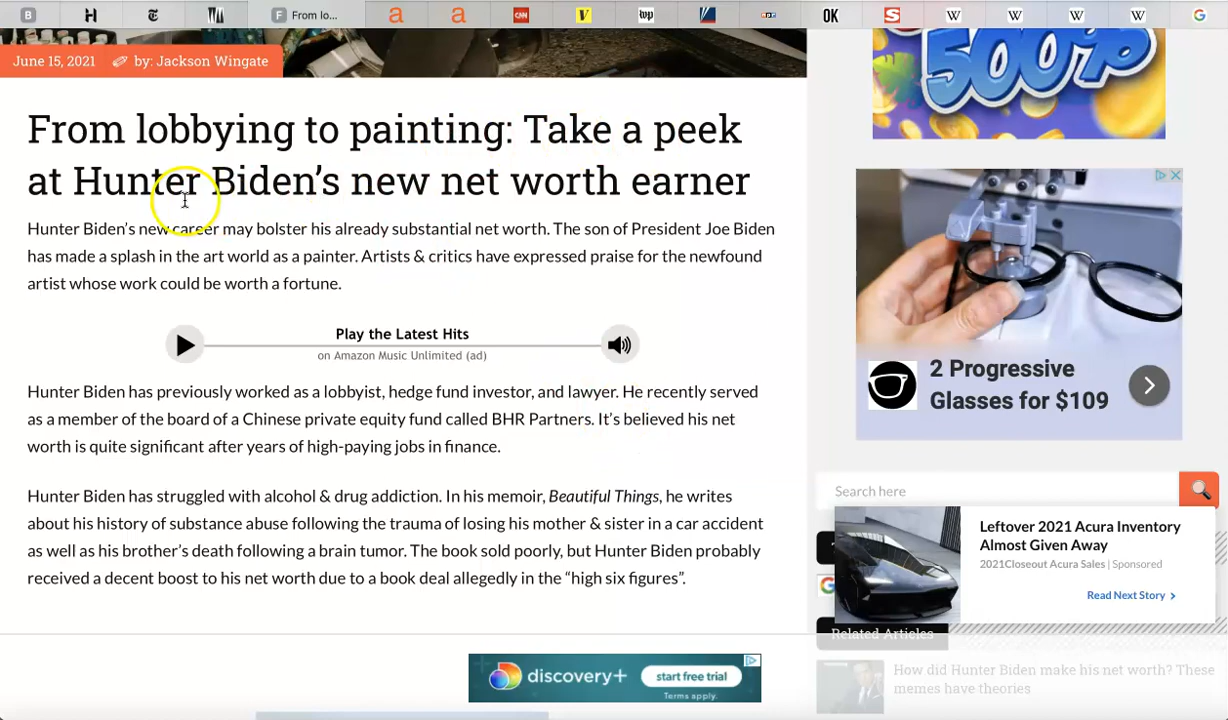 B
H
T
F From lo...
a
a
CNN
V
wp
npr
OK
S
W
W
W
W
G
June 15, 2021 by: Jackson Wingate
From lobbying to painting: Take a peek
at Hunter Biden's new net worth earner
Hunter Biden's new career may bolster his already substantial net worth. The son of President Joe Biden
has made a splash in the art world as a painter. Artists & critics have expressed praise for the newfound
artist whose work could be worth a fortune.
Play the Latest Hits
on Amazon Music Unlimited (ad)
Hunter Biden has previously worked as a lobbyist, hedge fund investor, and lawyer. He recently served
as a member of the board of a Chinese private equity fund called BHR Partners. It's believed his net
worth is quite significant after years of high-paying jobs in finance.
Hunter Biden has struggled with alcohol & drug addiction. In his memoir, Beautiful Things, he writes
about his history of substance abuse following the trauma of losing his mother & sister in a car accident
as well as his brother's death following a brain tumor. The book sold poorly, but Hunter Biden probably
received a decent boost to his net worth due to a book deal allegedly in the “high six figures”.
discovery+
start free trial
Terms apply.
500%
2 Progressive
Glasses for $109
Search here
Leftover 2021 Acura Inventory
Almost Given Away
2021Closeout Acura Sales | Sponsored
Read Next Story
Related Articles
How did Hunter Biden make his net worth? These
memes have theories